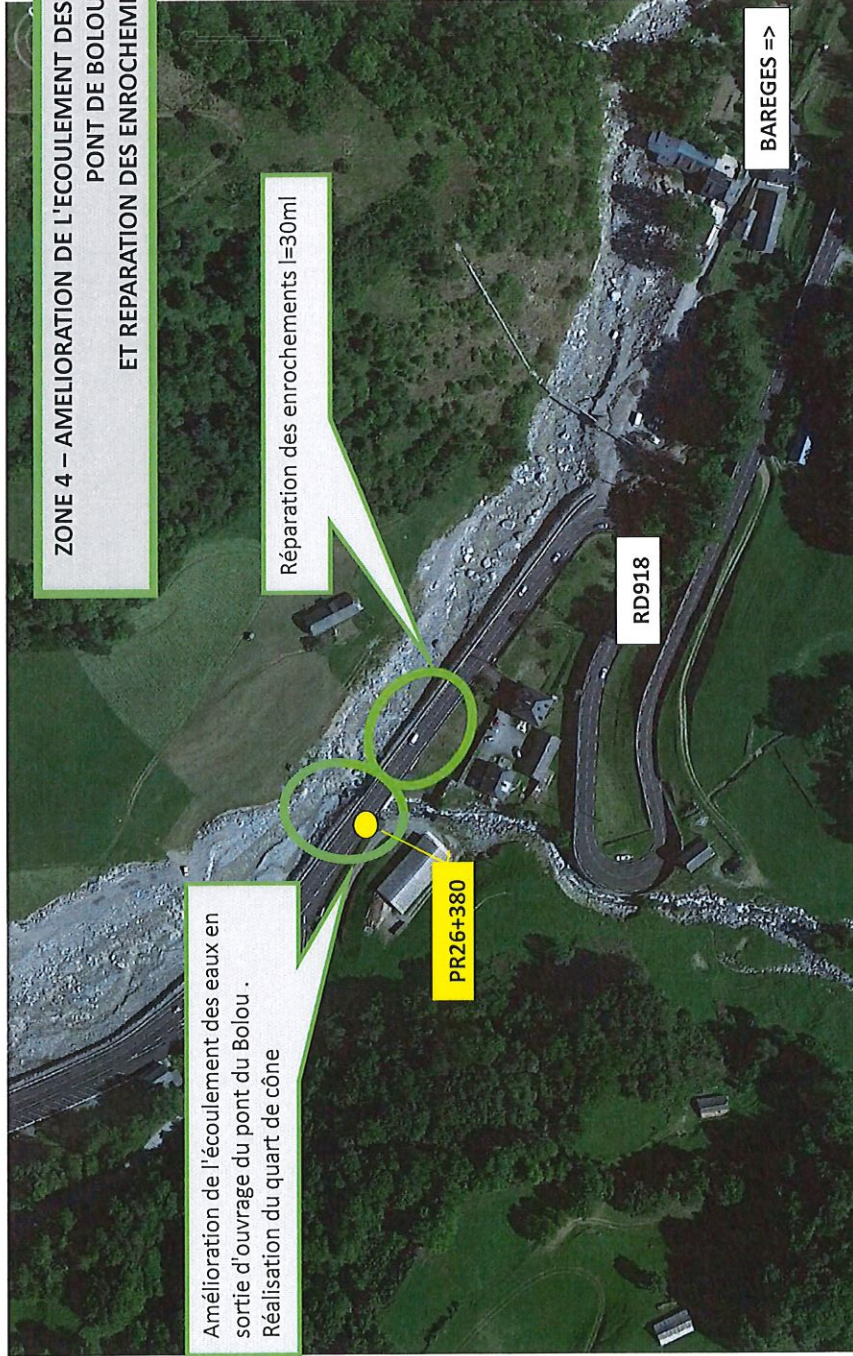 ZONE 4 – AMELIORATION DE L'ECOULEMENT DES
PONT DE BOLOU
ET REPARATION DES
Réparation des enrochements l=30ml
Amélioration de l'écoulement des eaux en
sortie d'ouvrage du pont du Bolou .
Réalisation du quart de cône
PR26+380
RD918
BAREGES =>